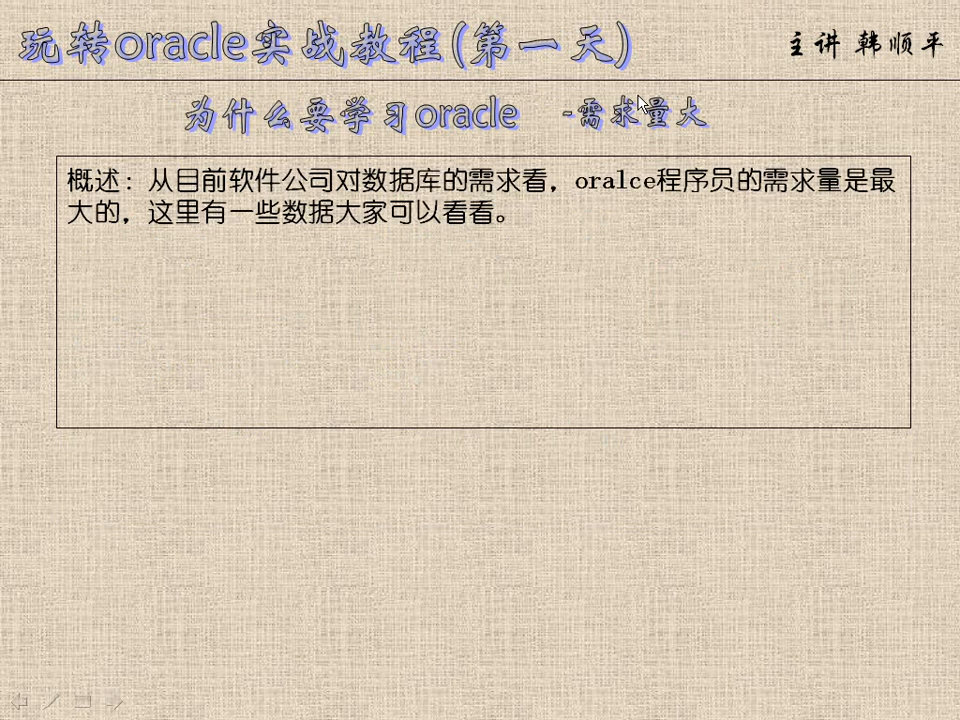 玩转oracle实战教程(第一天)
主讲 韩顺平
为什么要学习oracle -需求量大
概述：从目前软件公司对数据库的需求看，oralce程序员的需求量是最
大的，这里有一些数据大家可以看看。